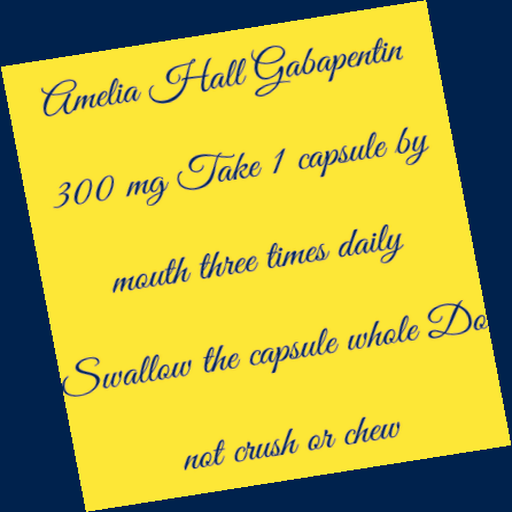 Amelia Hall Gabapentin
300 mg Take 1 capsule by
mouth three times daily
Swallow the capsule whole Do
not crush or chew